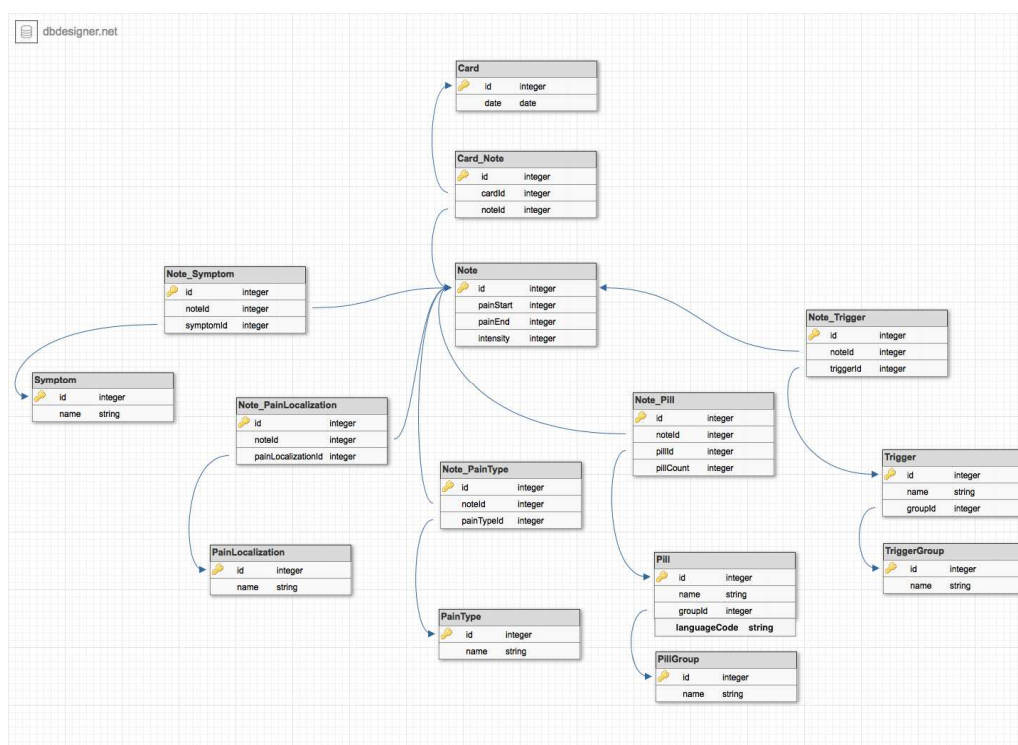 dbdesigner.net
Card
id integer
date date
Card_Note
id integer
cardId integer
noteId integer
Note
id integer
painStart integer
painEnd integer
intensity integer
Note_Symptom
id integer
noteId integer
symptomId integer
Symptom
id integer
name string
Note_PainLocalization
id integer
noteId integer
painLocalizationId integer
PainLocalization
id integer
name string
Note_PainType
id integer
noteId integer
painTypeId integer
PainType
id integer
name string
Note_Pill
id integer
noteId integer
pillId integer
pillCount integer
Pill
id integer
name string
groupId integer
languageCode string
PillGroup
id integer
name string
Note_Trigger
id integer
noteId integer
triggerId integer
Trigger
id integer
name string
groupId integer
TriggerGroup
id integer
name string